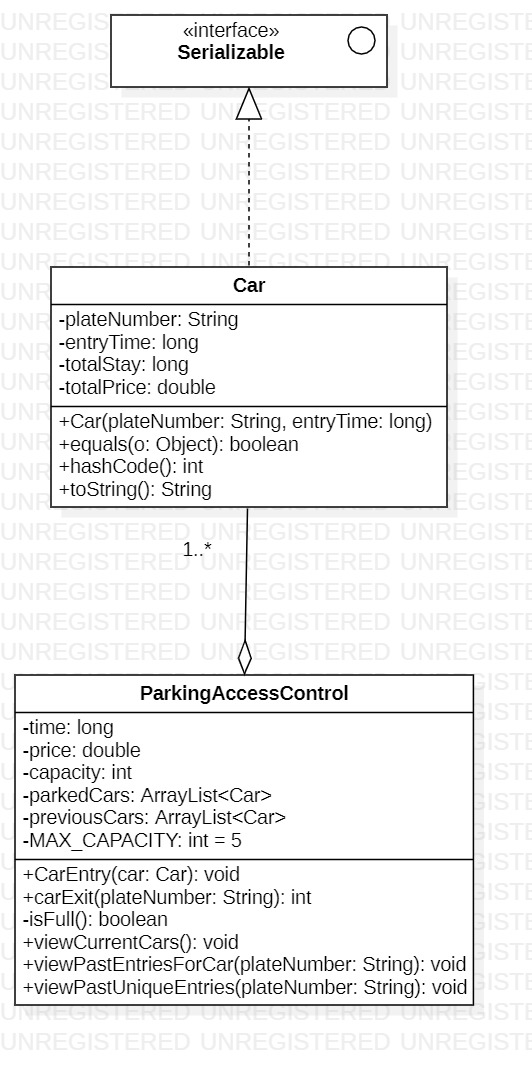 «interface»
Serializable
Car
-plateNumber: String
-entryTime: long
-totalStay: long
-totalPrice: double
+Car(plateNumber: String, entryTime: long)
+equals(o: Object): boolean
+hashCode(): int
+toString(): String
1..*
ParkingAccessControl
-time: long
-price: double
-capacity: int
-parkedCars: ArrayList<Car>
-previousCars: ArrayList<Car>
-MAX_CAPACITY: int = 5
+CarEntry(car: Car): void
+carExit(plateNumber: String): int
-isFull(): boolean
+viewCurrentCars(): void
+viewPastEntriesForCar(plateNumber: String): void
+viewPastUniqueEntries(plateNumber: String): void
UNREGISTERED UNREGISTERED